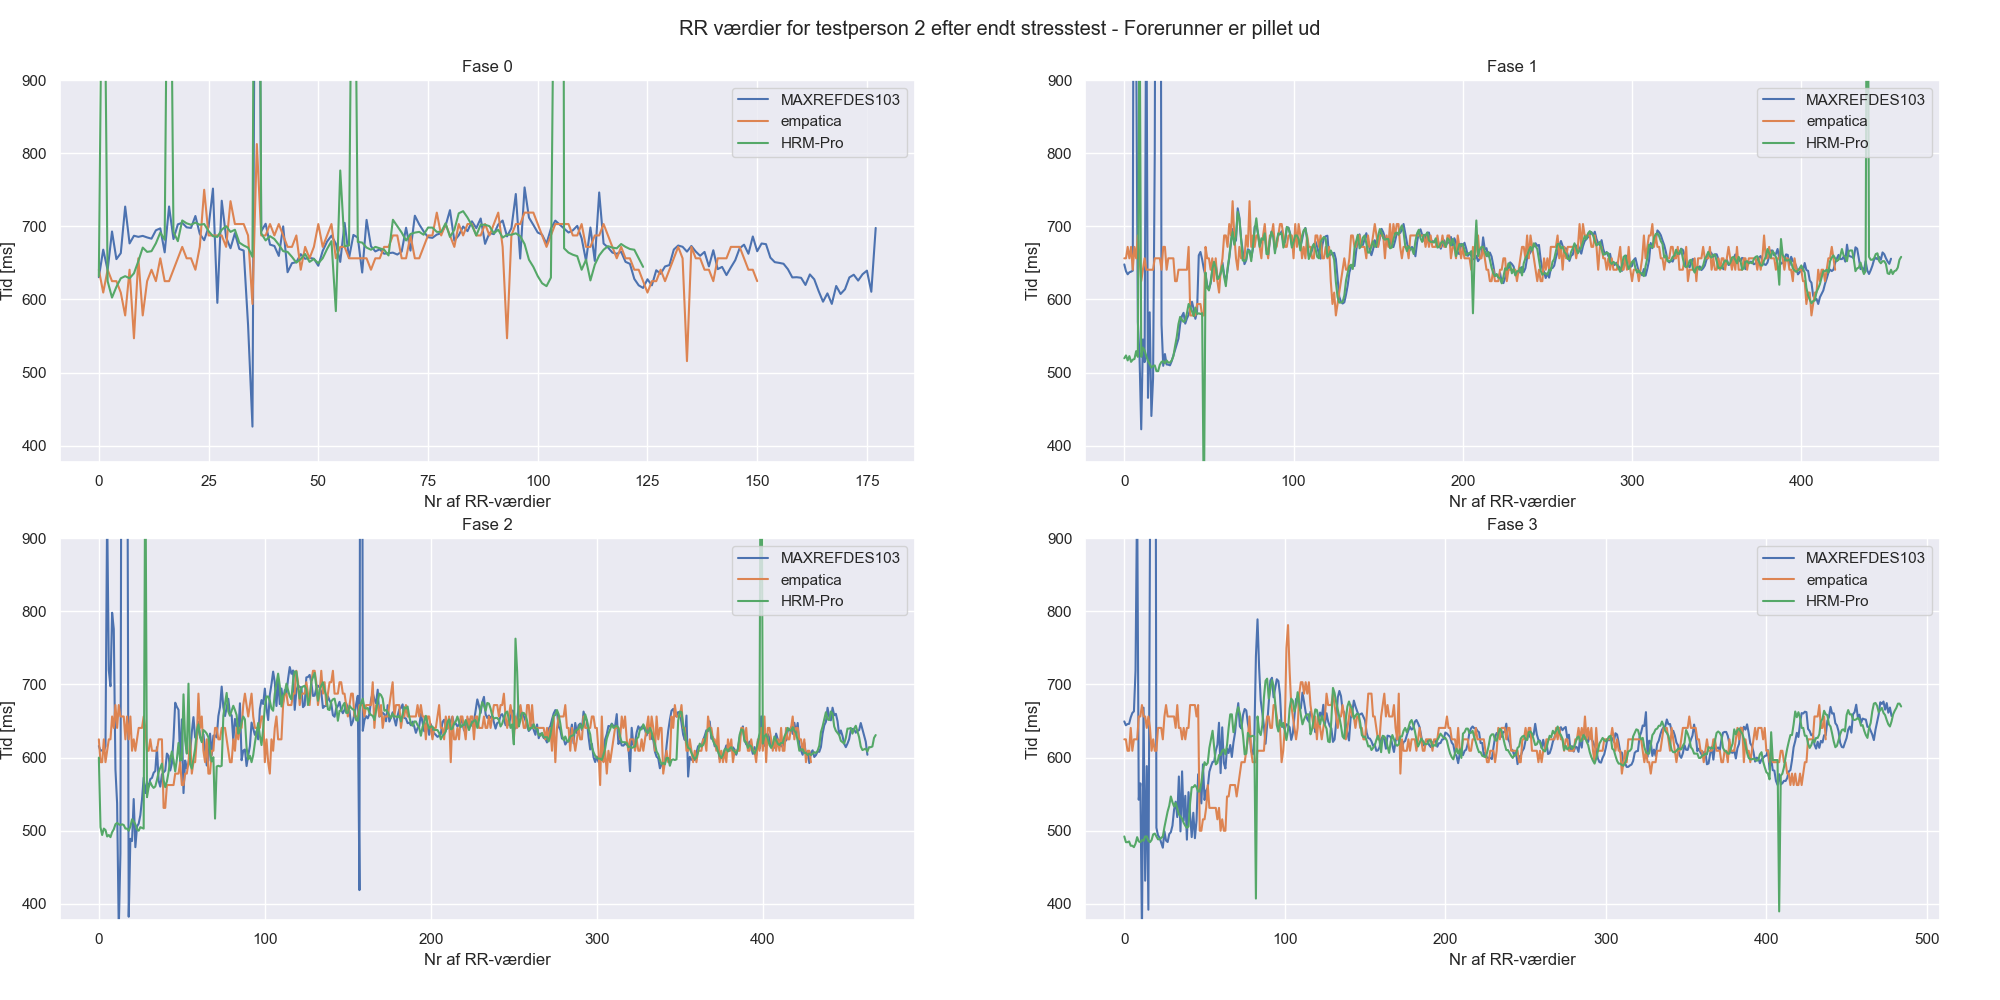 RR værdier for testperson 2 efter endt stresstest - Forerunner er pillet ud
Fase 0
900
800
700
600
500
400
Tid [ms]
MAXREFDES103
empatica
HRM-Pro
0 25 50 75 100 125 150 175
Nr af RR-værdier
Fase 1
900
800
700
600
500
400
Tid [ms]
MAXREFDES103
empatica
HRM-Pro
0 100 200 300 400
Nr af RR-værdier
Fase 2
900
800
700
600
500
400
Tid [ms]
MAXREFDES103
empatica
HRM-Pro
0 100 200 300 400
Nr af RR-værdier
Fase 3
900
800
700
600
500
400
Tid [ms]
MAXREFDES103
empatica
HRM-Pro
0 100 200 300 400 500
Nr af RR-værdier